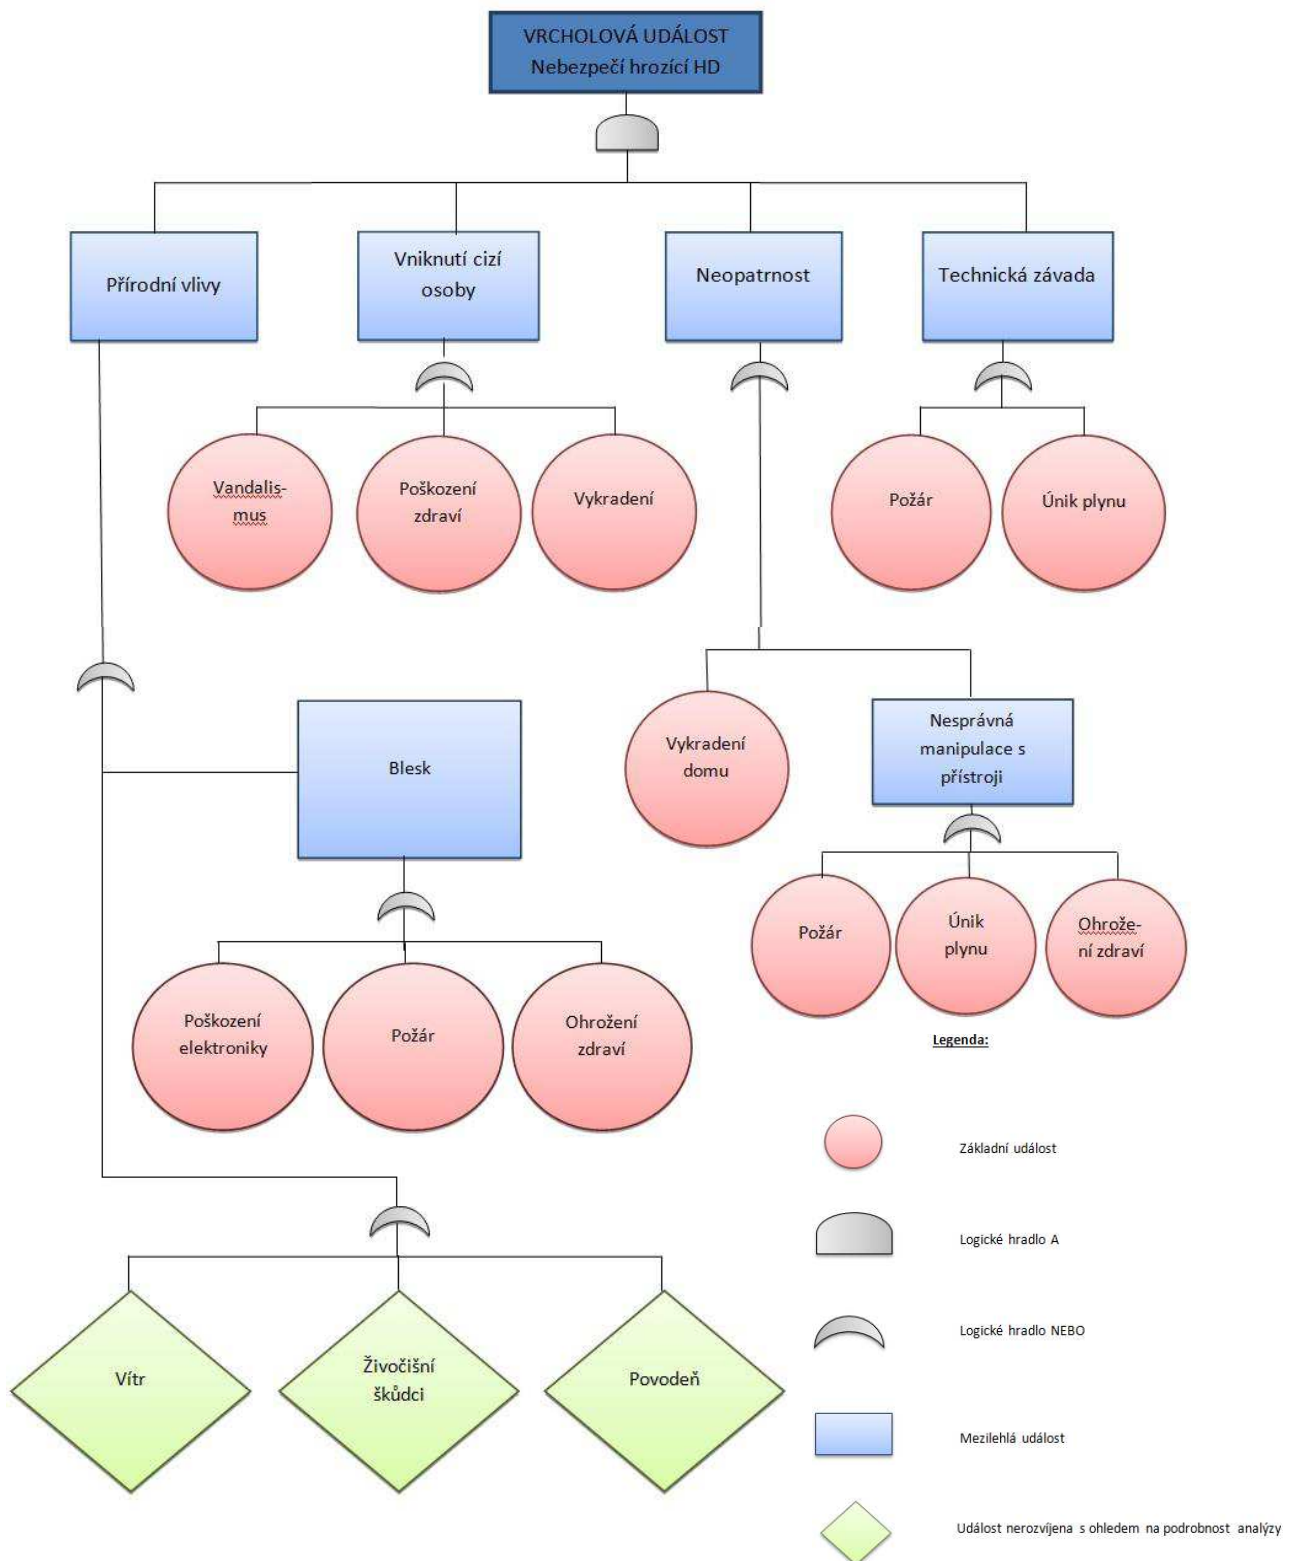 VRCHOLOVÁ UDÁLOST
Nebezpečí hrozící HD
Přírodní vlivy
Vniknutí cizí
osoby
Neopatrnost
Technická závada
Vandalis-
mus
Poškození
zdraví
Vykradení
Požár
Únik plynu
Blesk
Vykradení
domu
Nesprávná
manipulace s
přístroji
Požár
Únik
plynu
Ohrože-
ní zdraví
Poškození
elektroniky
Požár
Ohrožení
zdraví
Vítr
Živočišní
škůdci
Povodeň
Legenda:
Základní událost
Logické hradlo A
Logické hradlo NEBO
Mezilehlá událost
Událost nerozvíjena s ohledem na podrobnost analýzy